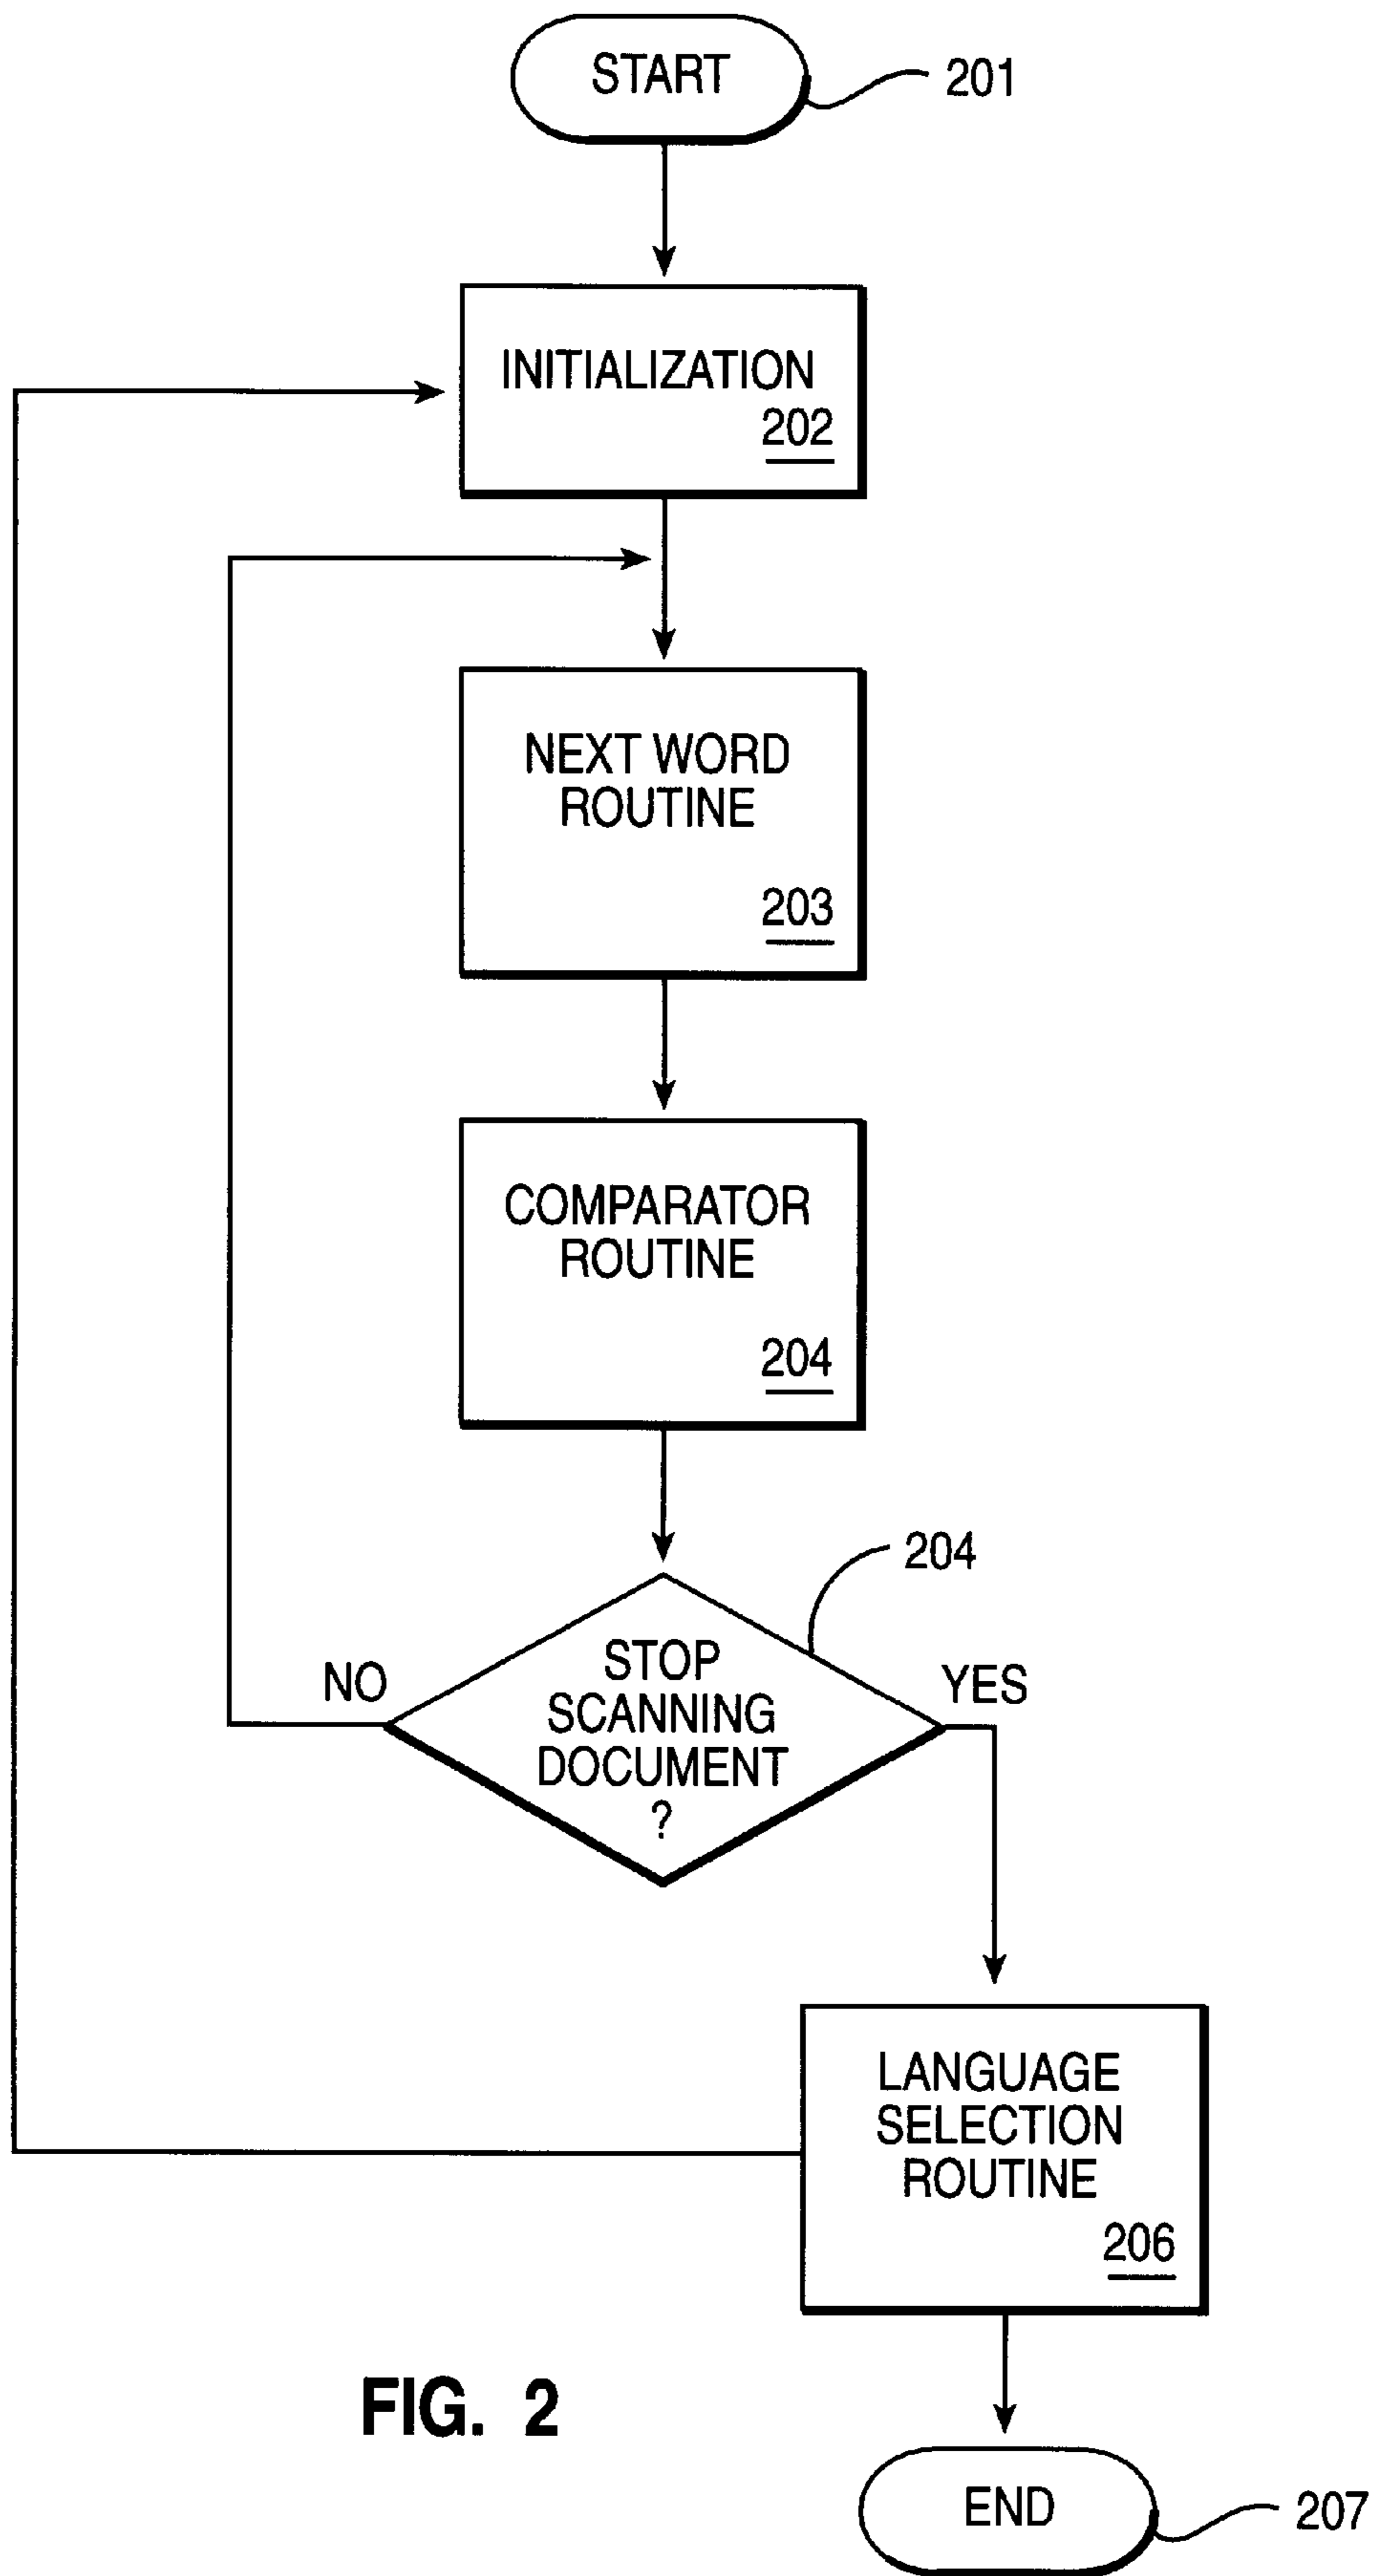 START
201
INITIALIZATION
202
NEXT WORD
ROUTINE
203
COMPARATOR
ROUTINE
204
204
STOP
SCANNING
DOCUMENT
?
NO
YES
LANGUAGE
SELECTION
ROUTINE
206
FIG. 2
END
207